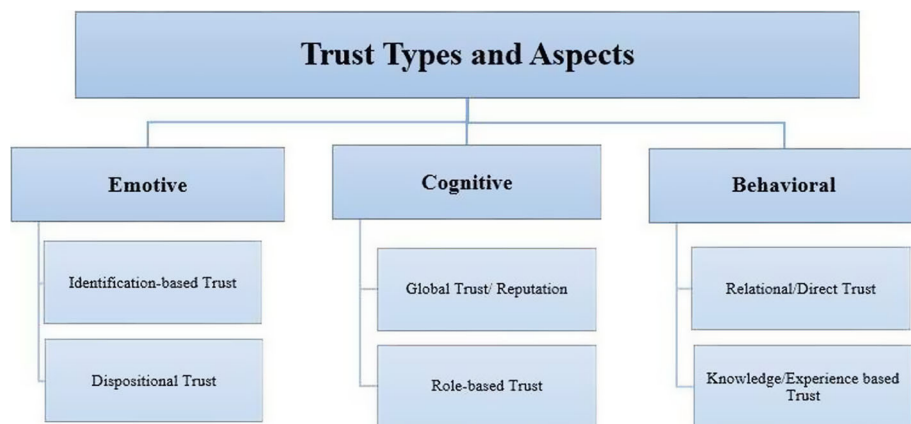 Trust Types and Aspects
Emotive
Identification-based Trust
Dispositional Trust
Cognitive
Global Trust/ Reputation
Role-based Trust
Behavioral
Relational/Direct Trust
Knowledge/Experience based
Trust